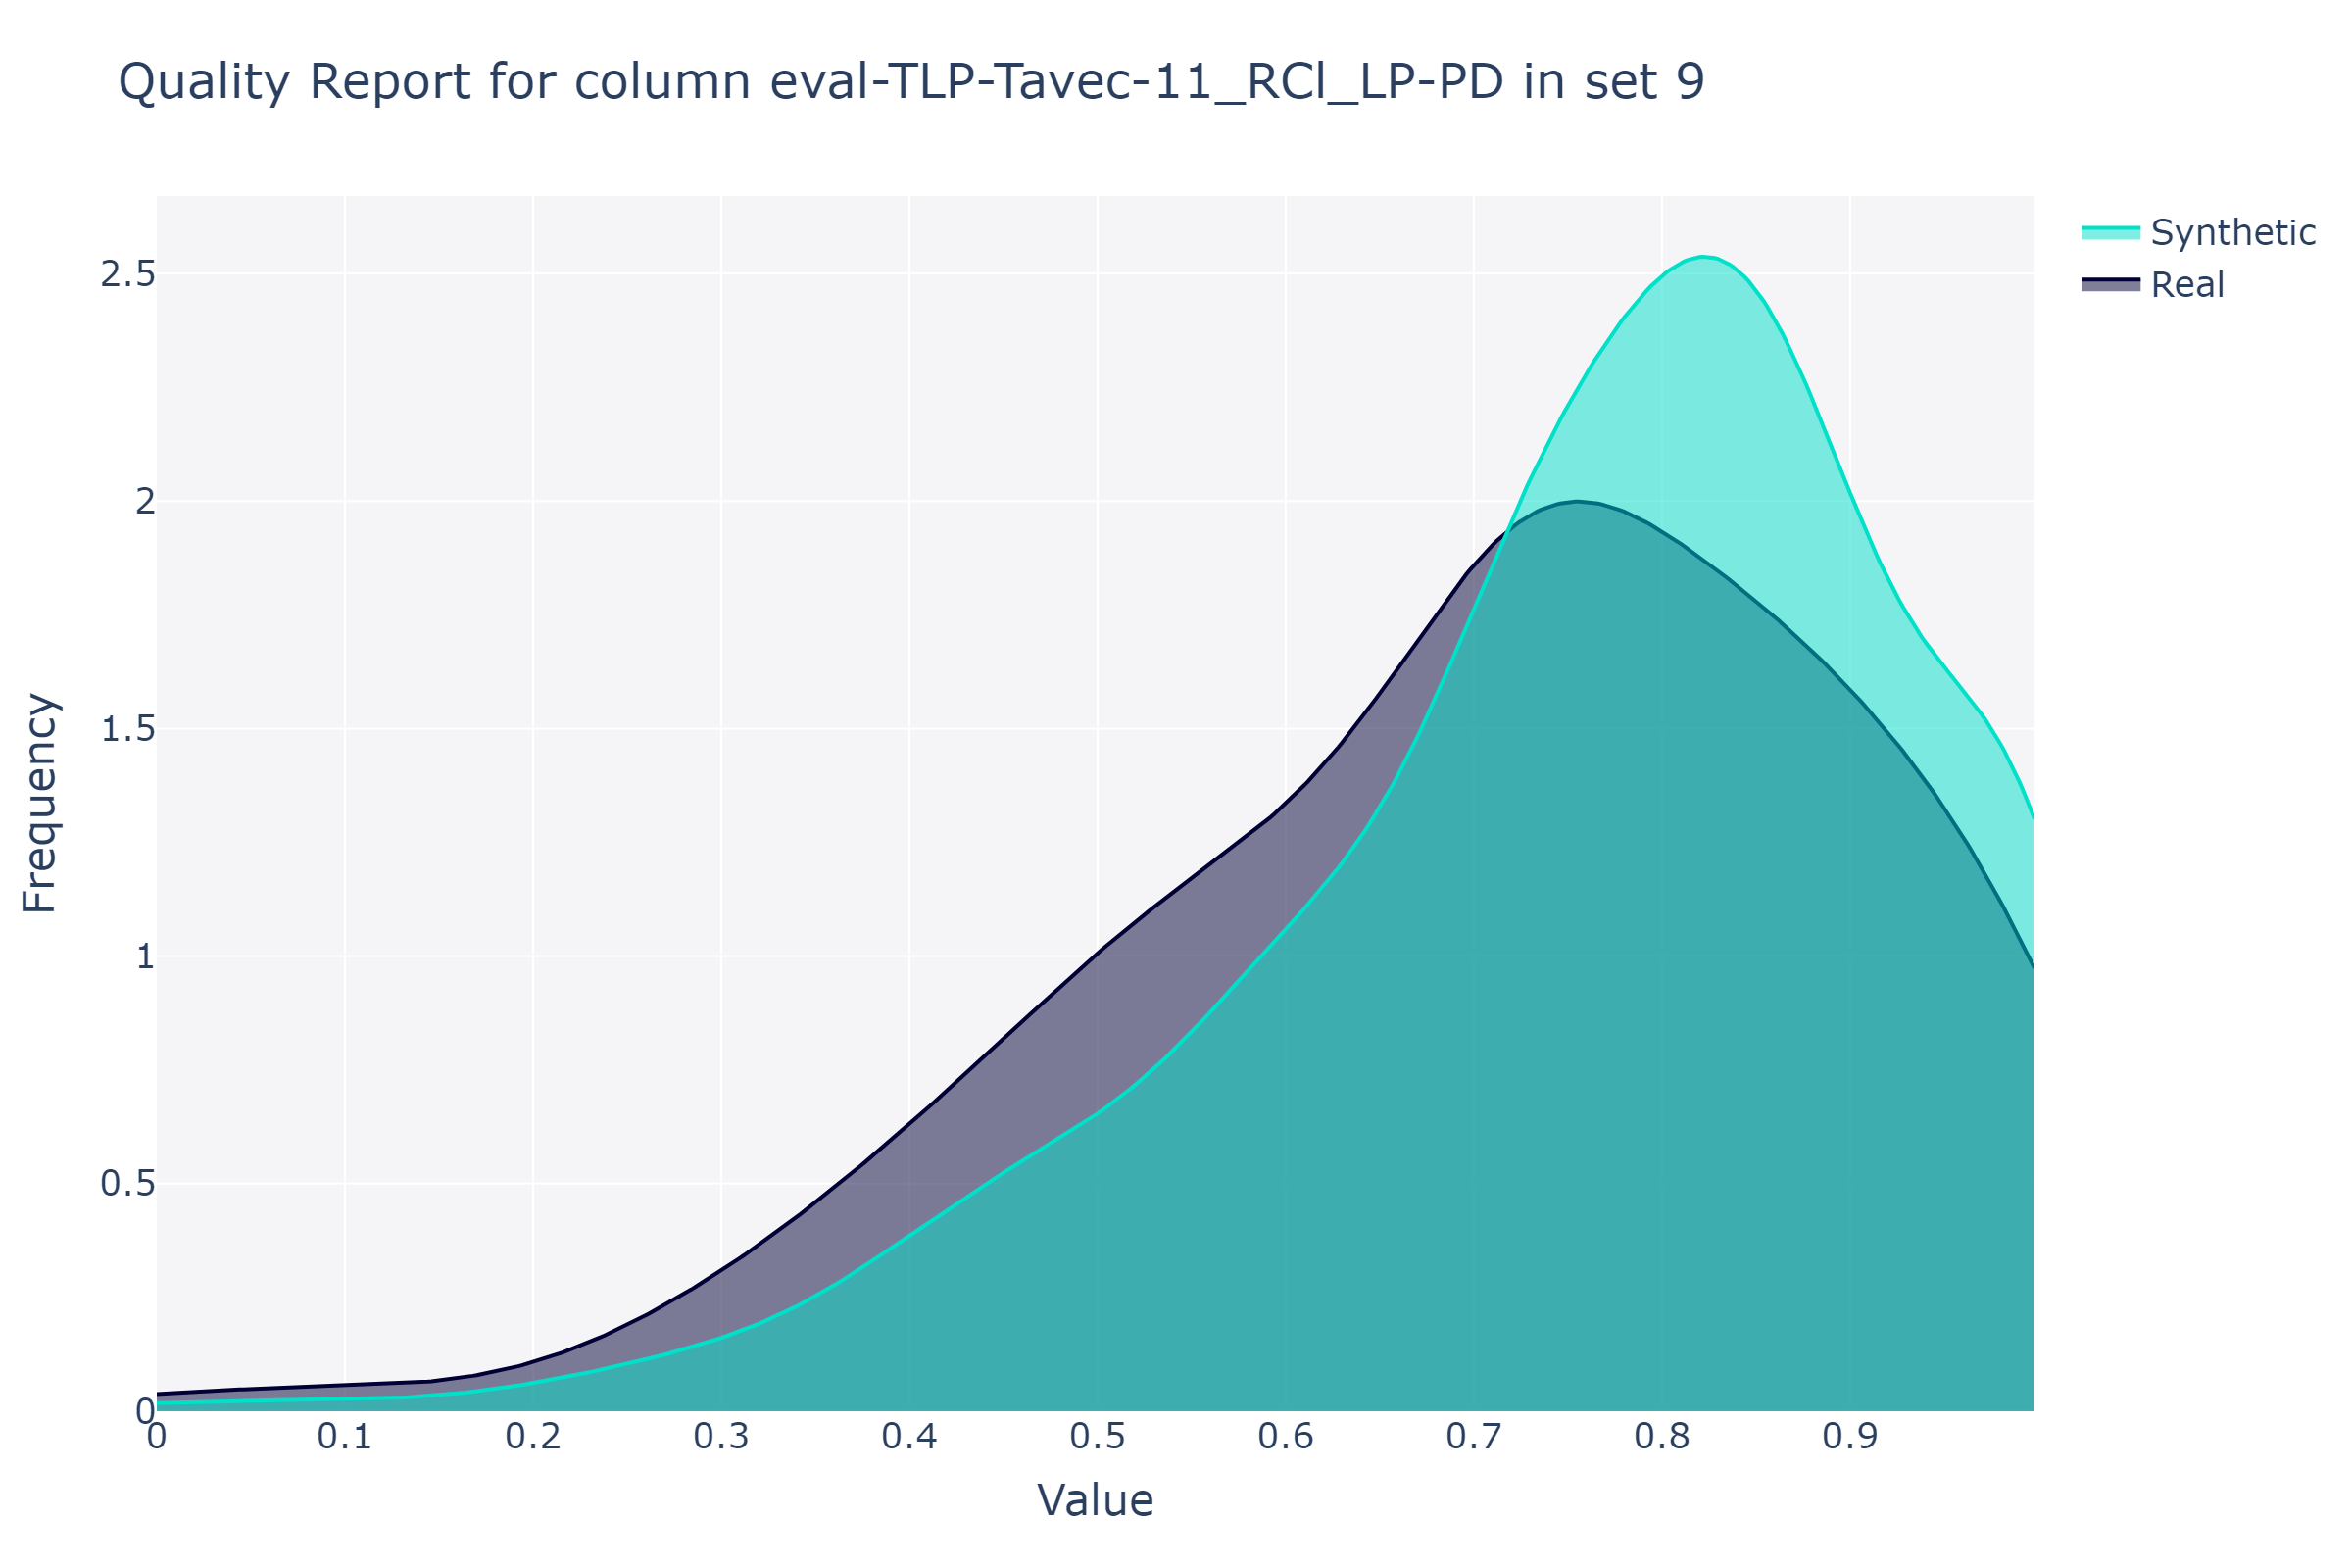 Quality Report for column eval-TLP-Tavec-11_RCl_LP-PD in set 9
Synthetic
Real
2.5
2
1.5
1
0.5
0
Frequency
0 0.1 0.2 0.3 0.4 0.5 0.6 0.7 0.8 0.9
Value